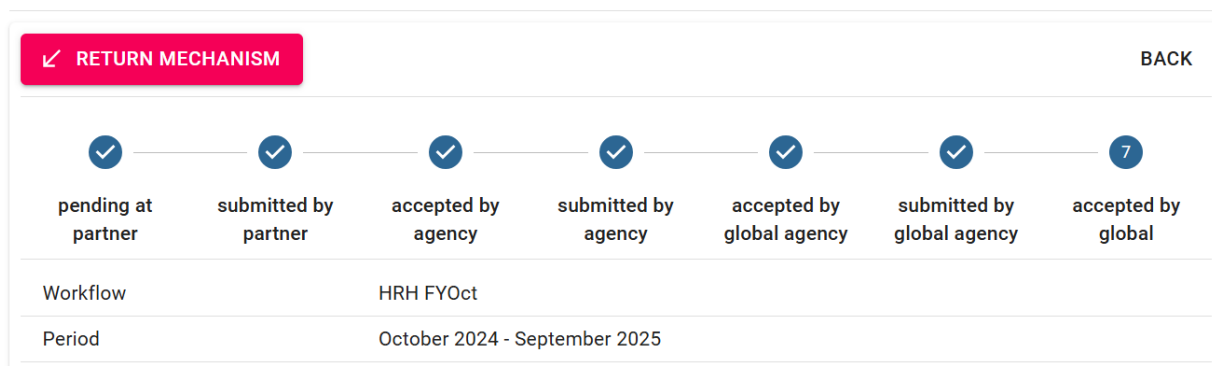 RETURN MECHANISM
BACK
7
pending at
partner
submitted by
partner
accepted by
agency
submitted by
agency
accepted by
global agency
submitted by
global agency
accepted by
global
Workflow HRH FYOct
Period October 2024 - September 2025